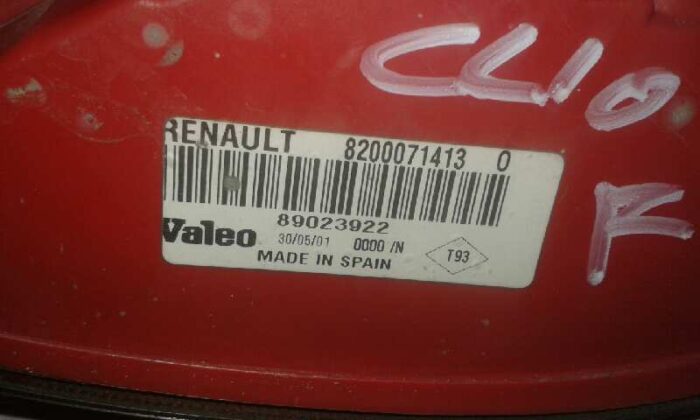 CLIO
F
RENAULT 8200071413 0
89023922
Valeo 30/05/01 0000 /N T93
MADE IN SPAIN